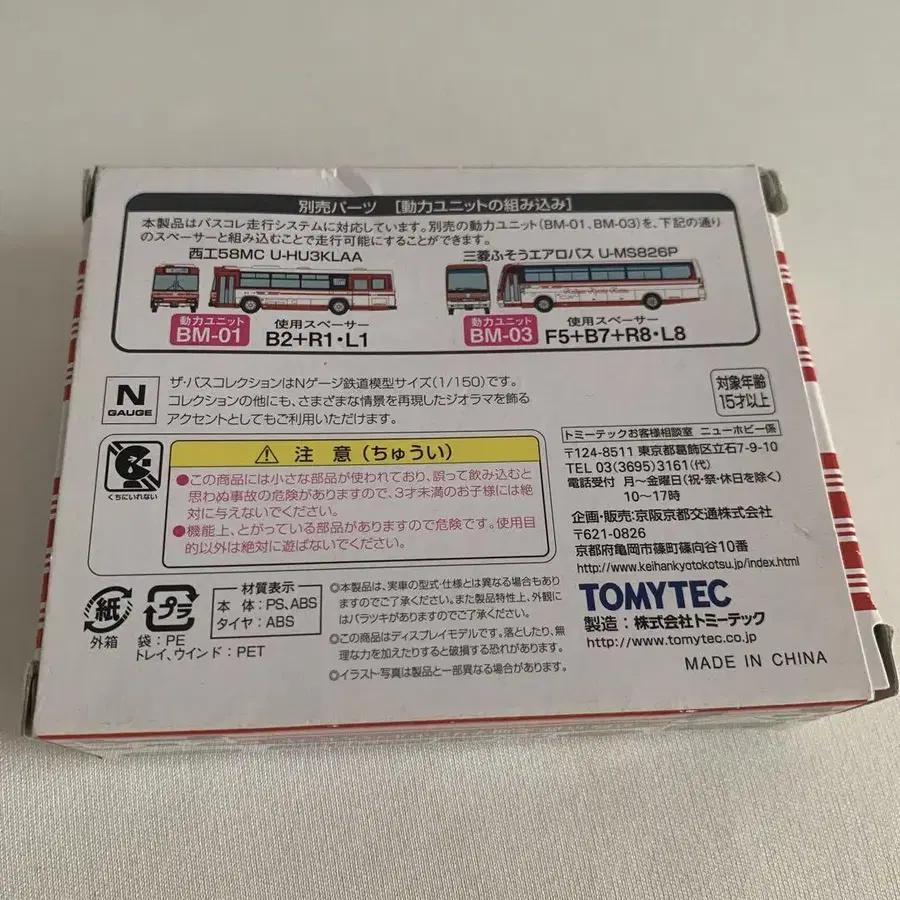 別売パーツ [動力ユニットの組み込み]
本製品はバスコレ走行システムに対応しています。別売の動力ユニット(BM-01、BM-03)を、下記の通り
のスペーサーと組み込むことで走行可能にすることができます。
西工58MC U-HU3KLAA
動力ユニット
BM-01
使用スペーサー
B2+R1・L1
三菱ふそうエアロバス U-MS826P
動力ユニット
BM-03
使用スペーサー
F5+B7+R8・L8
N
GAUGE
ザ・バスコレクションはNゲージ鉄道模型サイズ(1/150)です。
コレクションの他にも、さまざまな情景を再現したジオラマを飾る
アクセントとしてもご利用いただけます。
対象年齢
15才以上
くちにいれない
⚠ 注意(ちゅうい)
●この商品には小さな部品が使われており、誤って飲み込むと
思わぬ事故の危険がありますので、3才未満のお子様には絶
対に与えないでください。
●機能上、とがっている部品がありますので危険です。使用目
的以外は絶対に遊ばないでください。
トミーテックお客様相談室 ニューホビー係
〒124-8511 東京都葛飾区立石7-9-10
TEL 03(3695)3161(代)
電話受付 月〜金曜日(祝・祭・休日を除く)
10〜17時
企画・販売:京阪京都交通株式会社
〒621-0826
京都府亀岡市篠町篠向谷10番
http://www.keihankyotokotsu.jp/index.html
TOMYTEC
製造:株式会社トミーテック
http://www.tomytec.co.jp
MADE IN CHINA
紙
外箱
プラ
袋:PE
トレイ、ウインド:PET
材質表示
本体:PS、ABS
タイヤ:ABS
◎本製品は、実車の型式・仕様とは異なる場合もあり
ますのでご了承ください。また製品特性上、外観に
はバラツキがありますのでご了承ください。
◎この商品はディスプレイモデルです。落としたり、無
理な力を加えたりすると破損する恐れがあります。
◎イラスト・写真は製品と一部異なる場合があります。